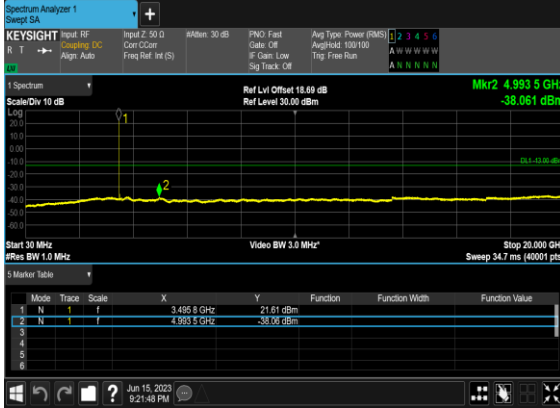 Spectrum Analyzer 1
Swept SA
+
KEYSIGHT
R T
LXI
Input: RF
Coupling: DC
Align: Auto
Input Z: 50 Ω
Corr CCorr
Freq Ref: Int (S)
#Atten: 30 dB
PNO: Fast
Gate: Off
IF Gain: Low
Sig Track: Off
Avg Type: Power (RMS)
Avg|Hold: 100/100
Trig: Free Run
1 2 3 4 5 6
A W W W W W
A N N N N N
1 Spectrum
Scale/Div 10 dB
Ref Lvl Offset 18.69 dB
Ref Level 30.00 dBm
Mkr2 4.993 5 GHz
-38.061 dBm
Log
20.0
10.0
0.00
-10.0
-20.0
-30.0
-40.0
-50.0
-60.0
1
2
DL1 -13.00 dBm
Start 30 MHz
#Res BW 1.0 MHz
Video BW 3.0 MHz*
Stop 20.000 GHz
Sweep 34.7 ms (40001 pts)
5 Marker Table
Mode Trace Scale X Y Function Function Width Function Value
1 N 1 f 3.495 8 GHz 21.61 dBm
2 N 1 f 4.993 5 GHz -38.06 dBm
3
4
5
6
?
Jun 15, 2023
9:21:48 PM